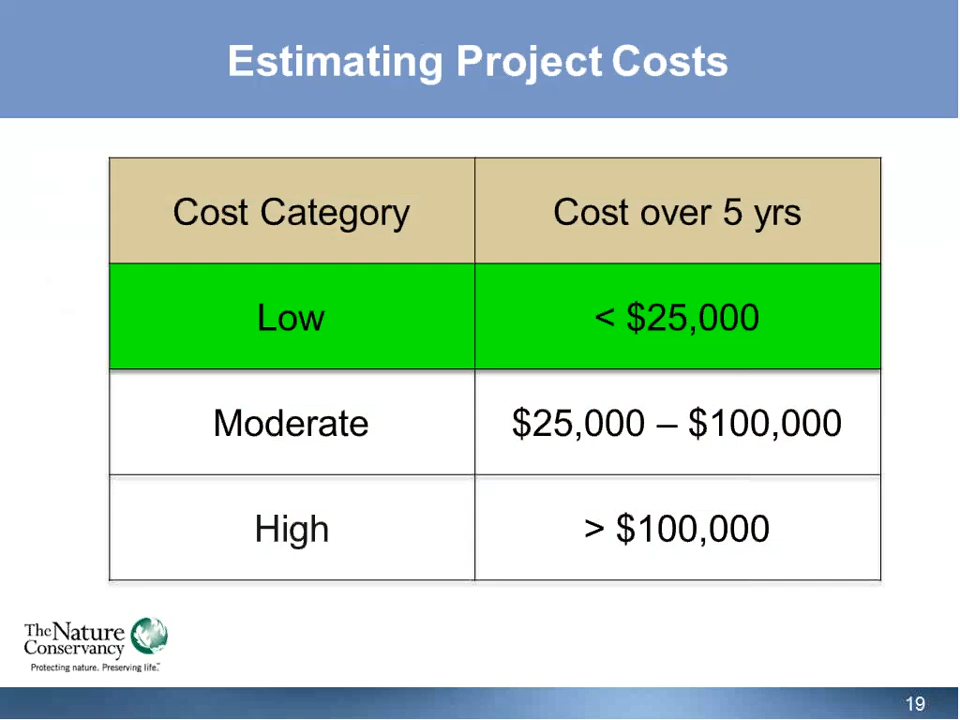 Estimating Project Costs
Cost Category
Cost over 5 yrs
Low
< $25,000
Moderate
$25,000 – $100,000
High
> $100,000
The Nature
Conservancy
Protecting nature. Preserving life.™
19